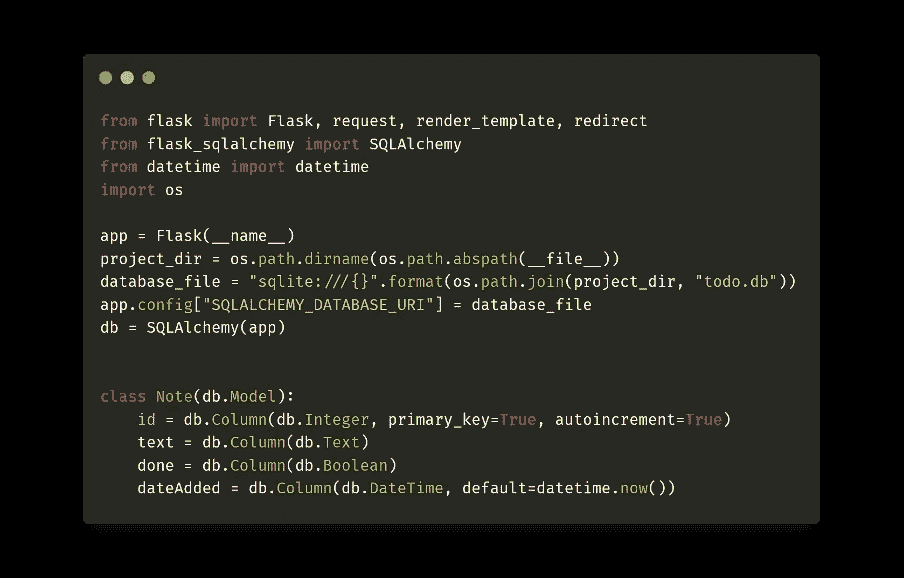 from flask import Flask, request, render_template, redirect
from flask_sqlalchemy import SQLAlchemy
from datetime import datetime
import os
app = Flask(__name__)
project_dir = os.path.dirname(os.path.abspath(__file__))
database_file = "sqlite:///{}".format(os.path.join(project_dir, "todo.db"))
app.config["SQLALCHEMY_DATABASE_URI"] = database_file
db = SQLAlchemy(app)
class Note(db.Model):
    id = db.Column(db.Integer, primary_key=True, autoincrement=True)
    text = db.Column(db.Text)
    done = db.Column(db.Boolean)
    dateAdded = db.Column(db.DateTime, default=datetime.now())